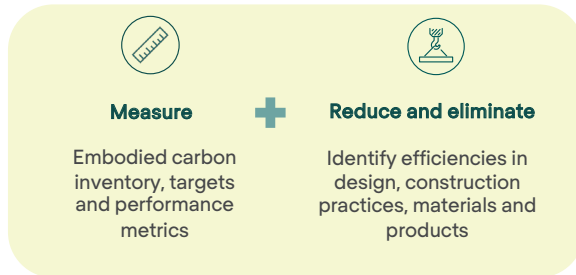 Measure
Embodied carbon
inventory, targets
and performance
metrics
Reduce and eliminate
Identify efficiencies in
design, construction
practices, materials and
products